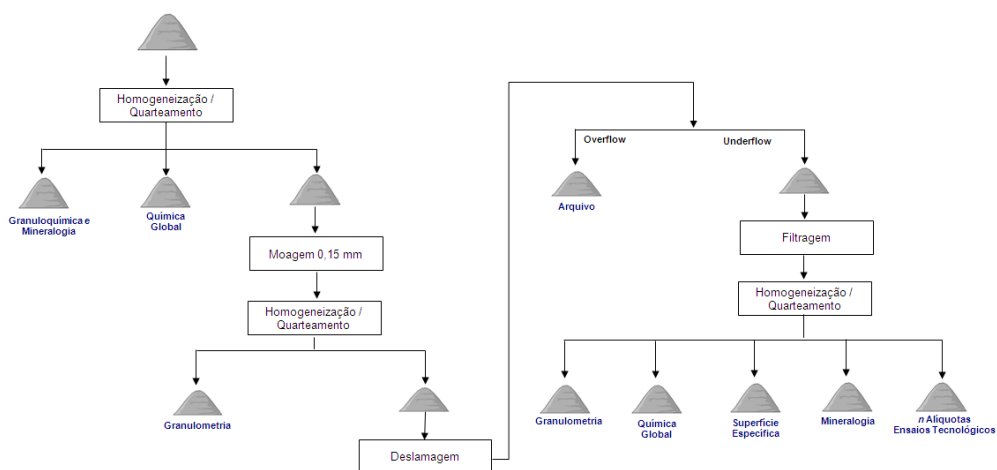 Homogeneização /
Quarteamento
Granuloquímica e
Mineralogia
Química
Global
Moagem 0,15 mm
Homogeneização /
Quarteamento
Granulometria
Deslamagem
Overflow
Underflow
Arquivo
Filtragem
Homogeneização /
Quarteamento
Granulometria
Química
Global
Superfície
Específica
Mineralogia
n Alíquotas
Ensaios Tecnológicos